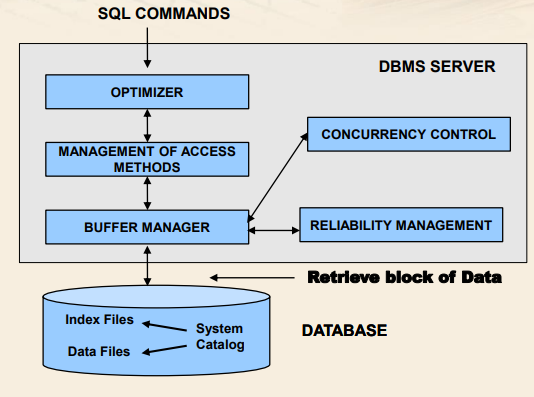 SQL COMMANDS
DBMS SERVER
OPTIMIZER
CONCURRENCY CONTROL
MANAGEMENT OF ACCESS
METHODS
BUFFER MANAGER
RELIABILITY MANAGEMENT
Retrieve block of Data
Index Files
System
Catalog
Data Files
DATABASE